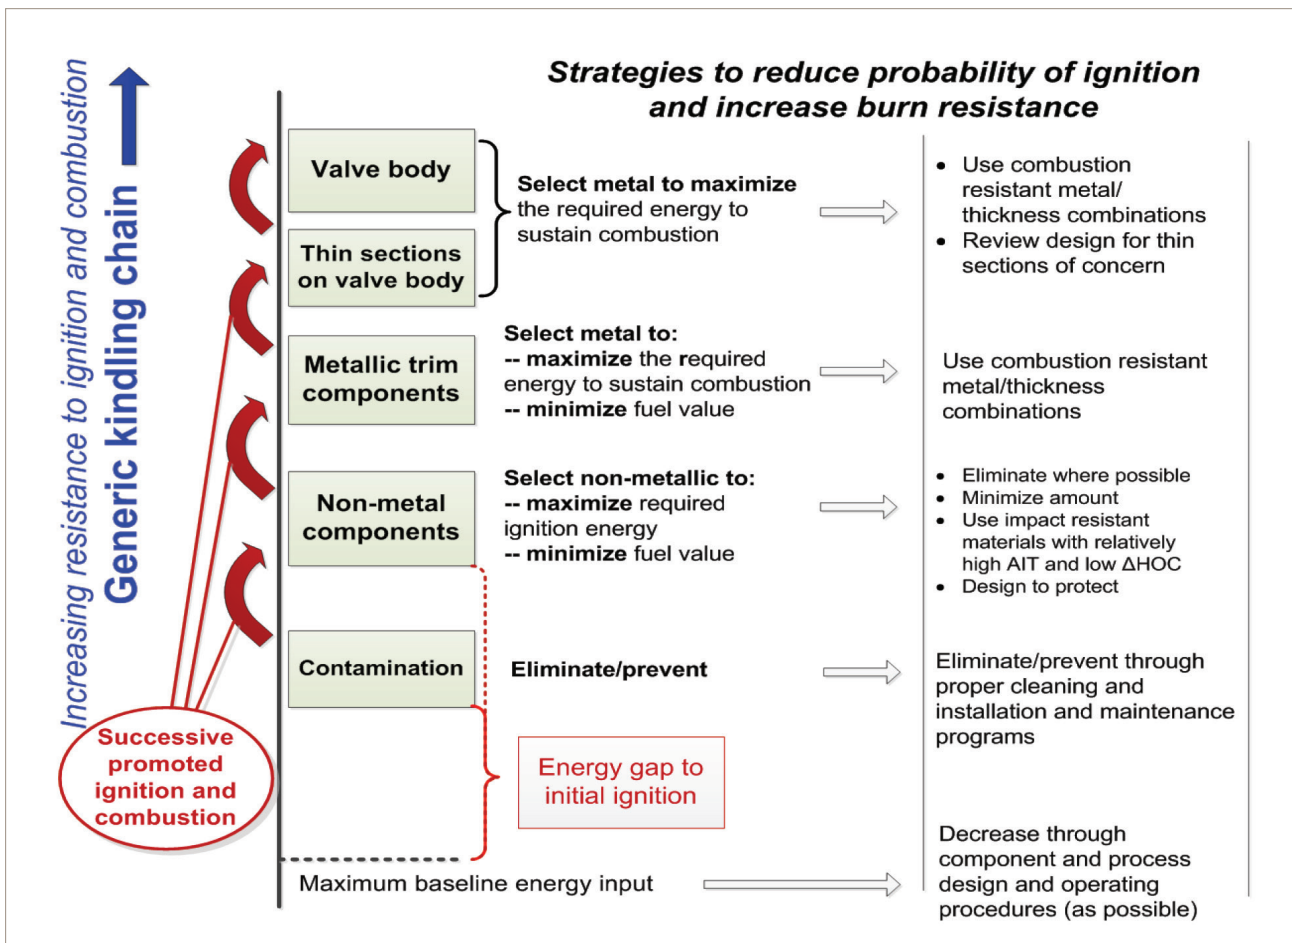 Strategies to reduce probability of ignition
and increase burn resistance
Increasing resistance to ignition and combustion
Generic kindling chain
Valve body
Select metal to maximize
the required energy to
sustain combustion
• Use combustion
resistant metal/
thickness combinations
• Review design for thin
sections of concern
Thin sections
on valve body
Metallic trim
components
Select metal to:
-- maximize the required
energy to sustain combustion
-- minimize fuel value
Use combustion resistant
metal/thickness
combinations
Non-metal
components
Select non-metallic to:
-- maximize required
ignition energy
-- minimize fuel value
• Eliminate where possible
• Minimize amount
• Use impact resistant
materials with relatively
high AIT and low ΔHOC
• Design to protect
Contamination
Eliminate/prevent
Eliminate/prevent through
proper cleaning and
installation and maintenance
programs
Successive
promoted
ignition and
combustion
Energy gap to
initial ignition
Maximum baseline energy input
Decrease through
component and process
design and operating
procedures (as possible)